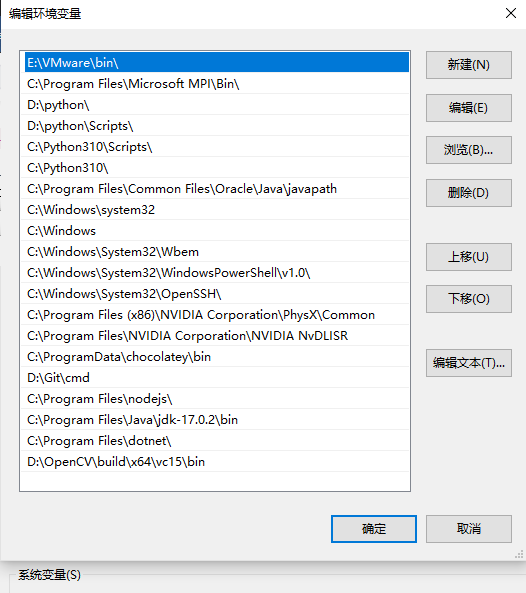 编辑环境变量
E:\VMware\bin\
C:\Program Files\Microsoft MPI\Bin\
D:\python\
D:\python\Scripts\
C:\Python310\Scripts\
C:\Python310\
C:\Program Files\Common Files\Oracle\Java\javapath
C:\Windows\system32
C:\Windows
C:\Windows\System32\Wbem
C:\Windows\System32\WindowsPowerShell\v1.0\
C:\Windows\System32\OpenSSH\
C:\Program Files (x86)\NVIDIA Corporation\PhysX\Common
C:\Program Files\NVIDIA Corporation\NVIDIA NvDLISR
C:\ProgramData\chocolatey\bin
D:\Git\cmd
C:\Program Files\nodejs\
C:\Program Files\Java\jdk-17.0.2\bin
C:\Program Files\dotnet\
D:\OpenCV\build\x64\vc15\bin
新建(N)
编辑(E)
浏览(B)...
删除(D)
上移(U)
下移(O)
编辑文本(T)...
确定
取消
系统变量(S)